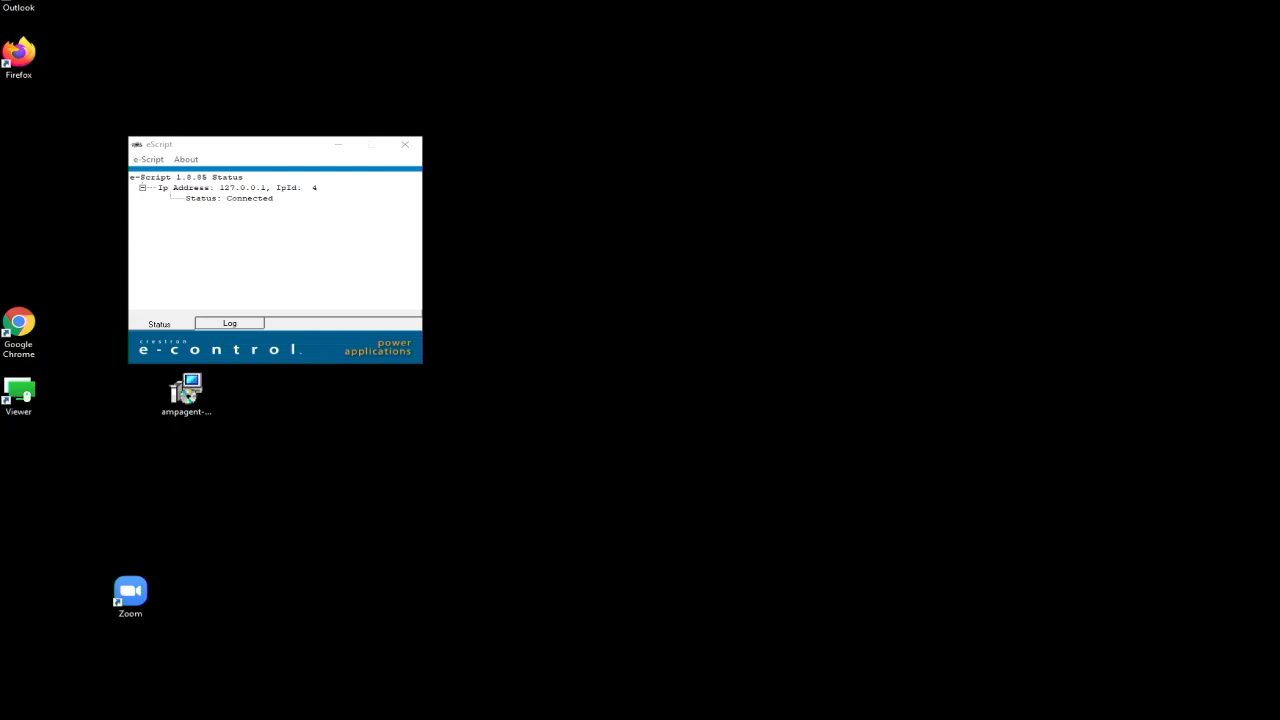 Outlook
Firefox
eScript
e-Script About
e-Script 1.8.85 Status
Ip Address: 127.0.0.1, IpId: 4
Status: Connected
Status Log
crestron
e-control.
power
applications
Google
Chrome
Viewer
ampagent-...
Zoom